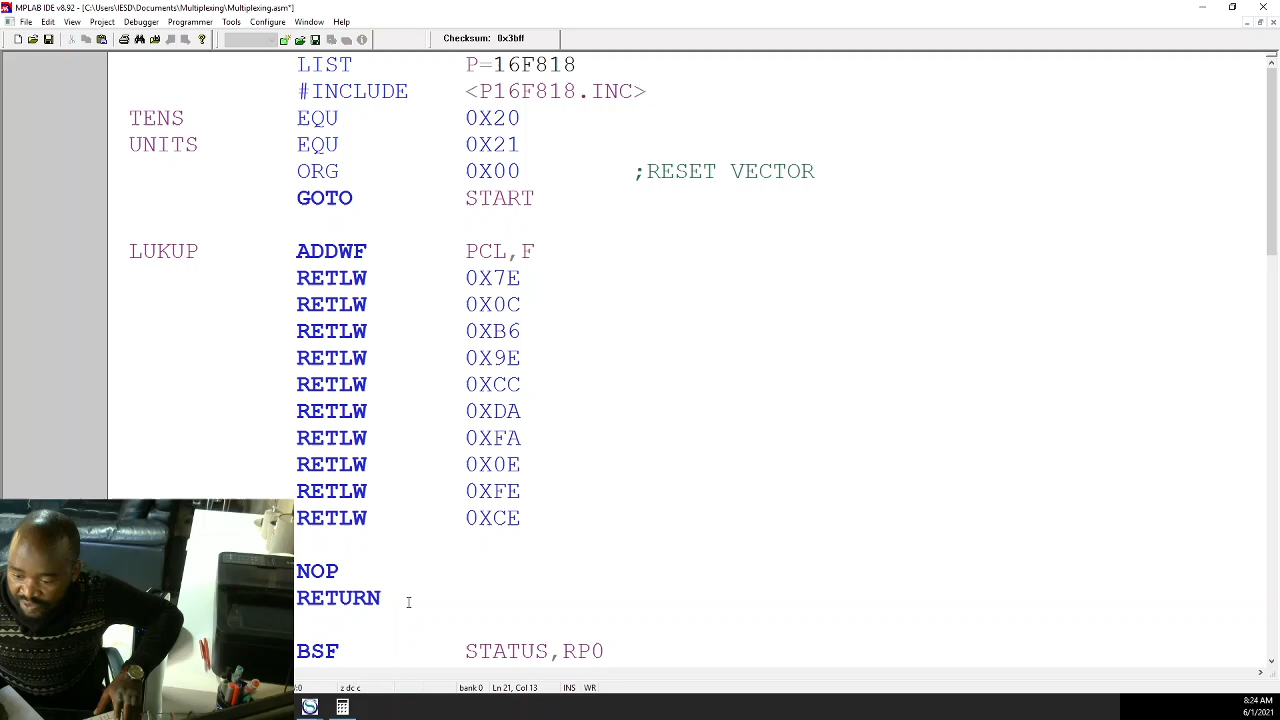 MPLAB IDE v8.92 - [C:\Users\IESD\Documents\Multiplexing\Multiplexing.asm*]
File Edit View Project Debugger Programmer Tools Configure Window Help
Checksum: 0x3bff
LIST P=16F818
#INCLUDE <P16F818.INC>
TENS EQU 0X20
UNITS EQU 0X21
ORG 0X00 ;RESET VECTOR
GOTO START
LUKUP ADDWF PCL,F
RETLW 0X7E
RETLW 0X0C
RETLW 0XB6
RETLW 0X9E
RETLW 0XCC
RETLW 0XDA
RETLW 0XFA
RETLW 0X0E
RETLW 0XFE
RETLW 0XCE
NOP
RETURN
BSF STATUS,RP0
z dc c bank Ln 21, Col 13 INS WR
8:24 AM
6/1/2021